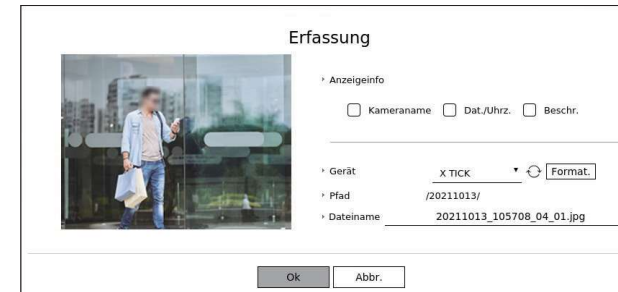 Erfassung
Anzeigeinfo
Kameraname Dat./Uhrz. Beschr.
Gerät X TICK Format.
Pfad /20211013/
Dateiname 20211013_105708_04_01.jpg
Ok Abbr.